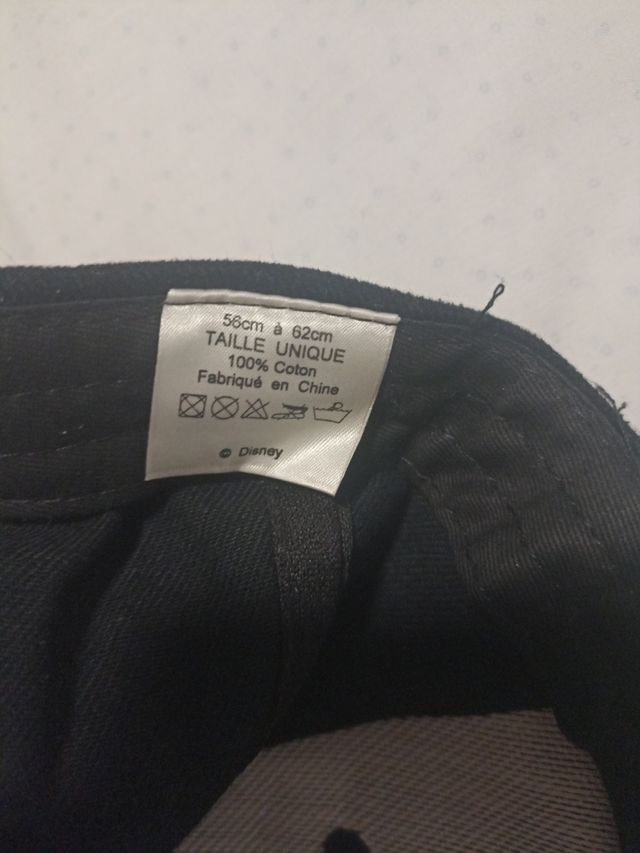 56cm à 62cm
TAILLE UNIQUE
100% Coton
Fabriqué en Chine
© Disney